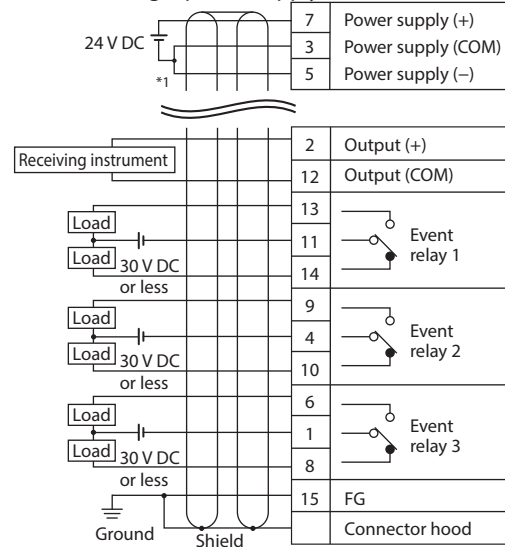 7 Power supply (+)
24 V DC
3 Power supply (COM)
*1
5 Power supply (−)
2 Output (+)
Receiving instrument
12 Output (COM)
13
Load
11
Event
relay 1
Load
30 V DC
or less
14
9
Load
4
Event
relay 2
Load
30 V DC
or less
10
6
Load
1
Event
relay 3
Load
30 V DC
or less
8
15 FG
Ground
Shield
Connector hood